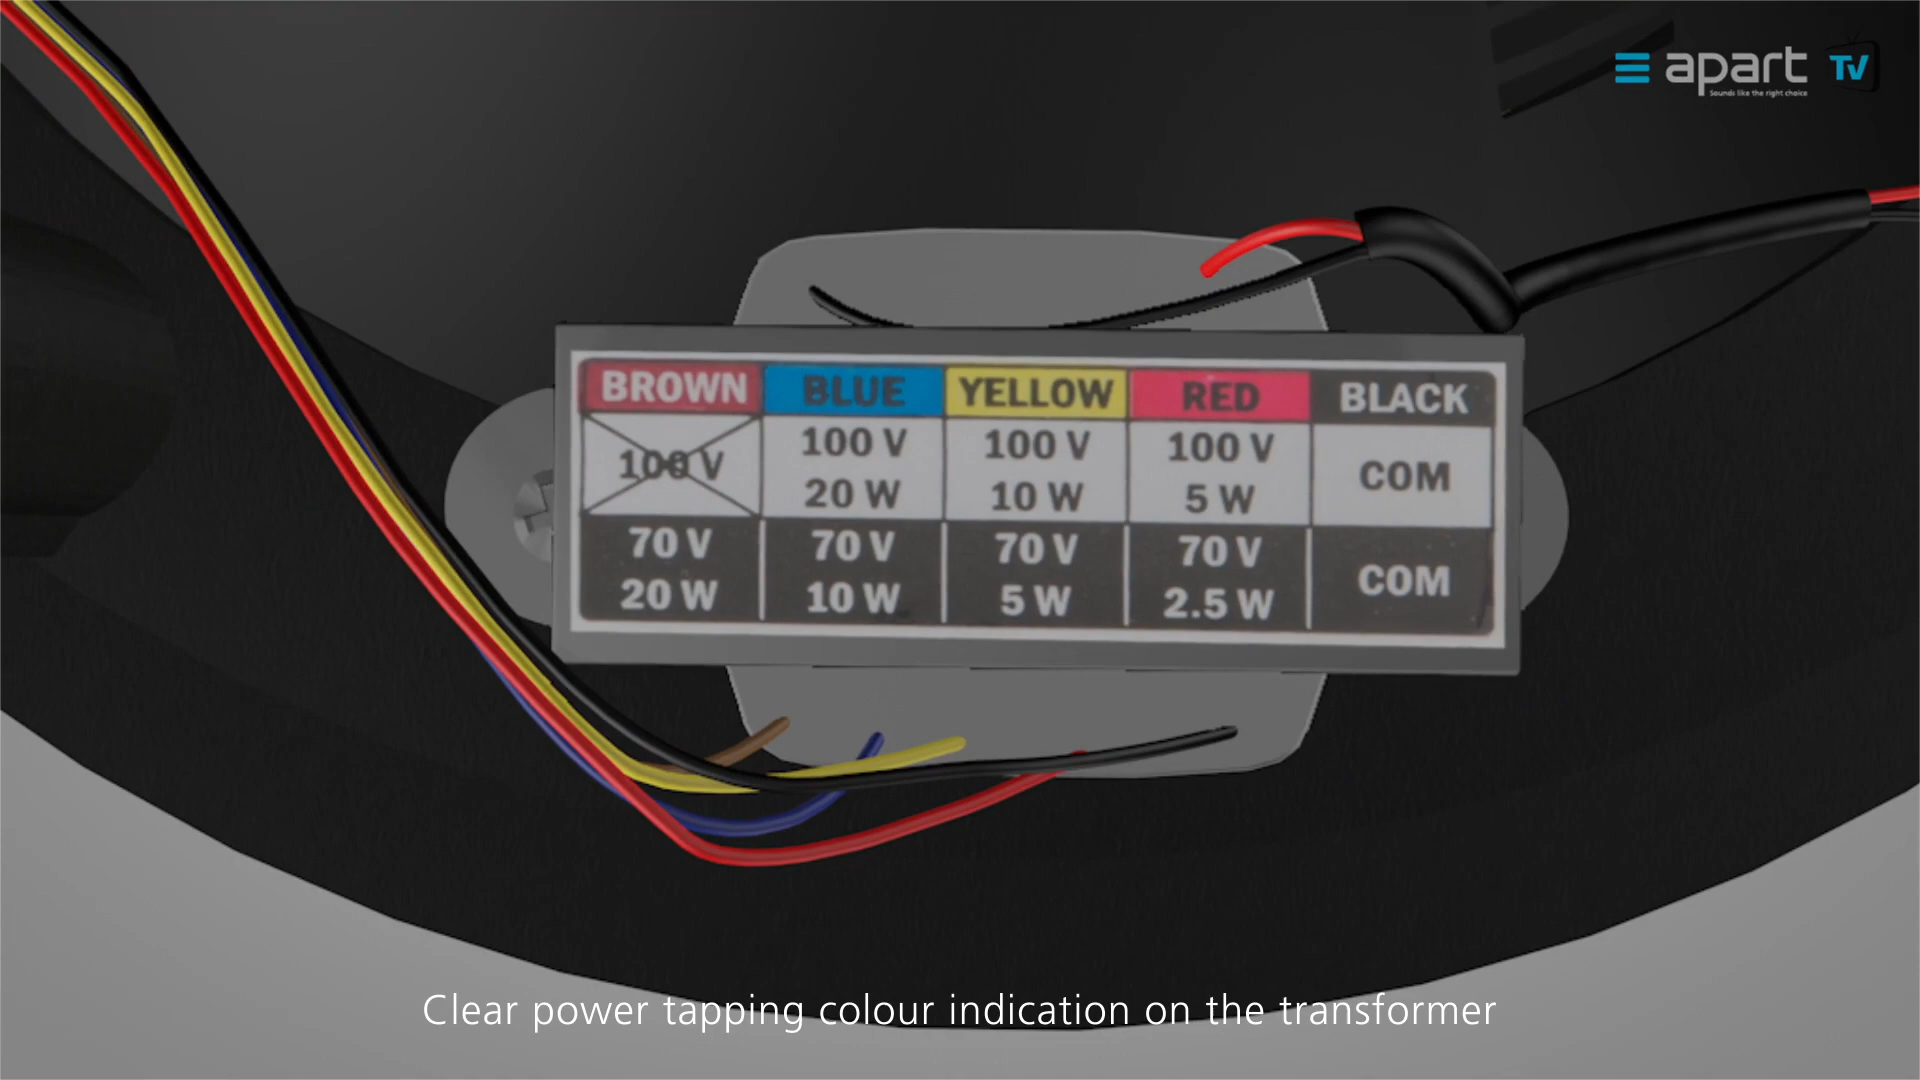 apart TV
Sounds like the right choice
BROWN BLUE YELLOW RED BLACK
100 V 100 V 100 V 100 V COM
20 W 10 W 5 W
70 V 70 V 70 V 70 V COM
20 W 10 W 5 W 2.5 W
Clear power tapping colour indication on the transformer